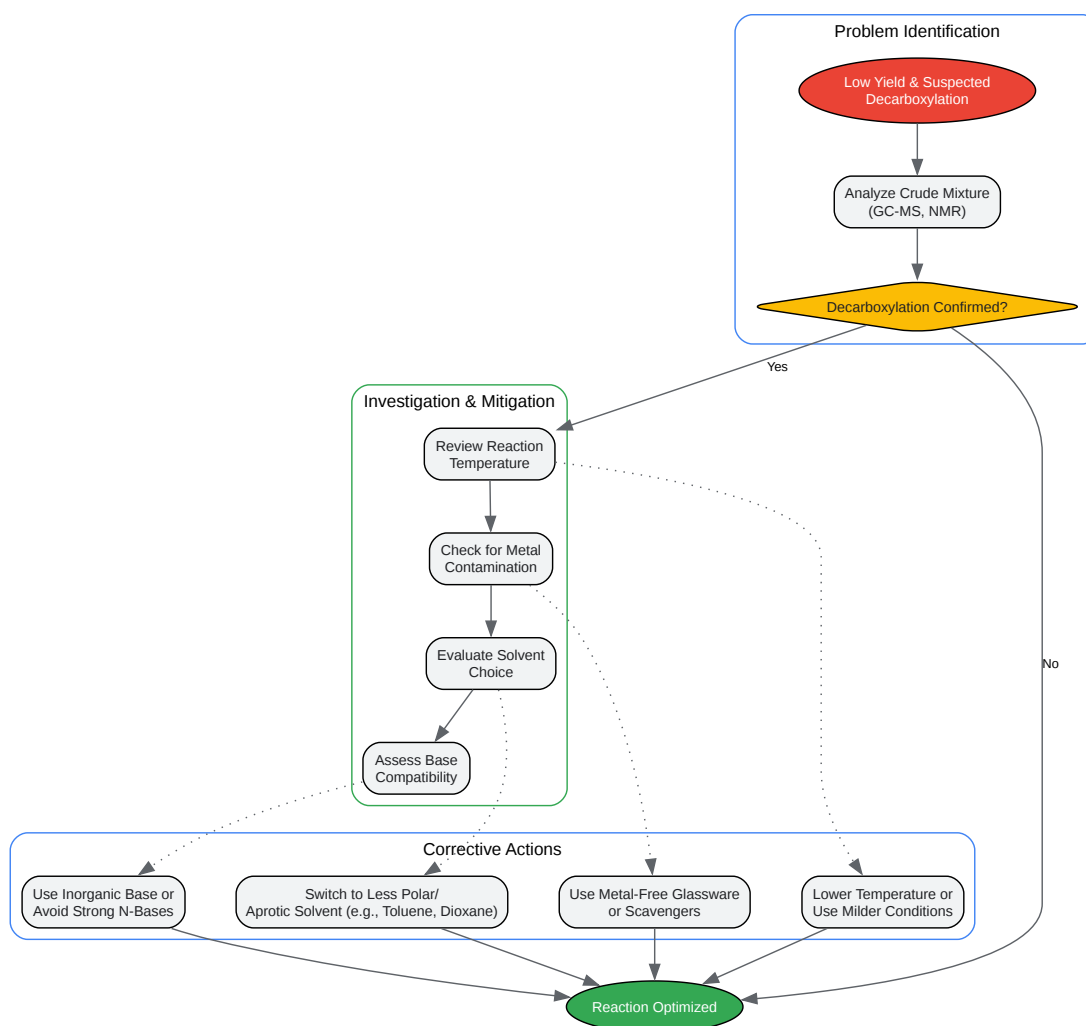 Problem Identification
Low Yield & Suspected
Decarboxylation
Analyze Crude Mixture
(GC-MS, NMR)
Decarboxylation Confirmed?
Yes
Investigation & Mitigation
Review Reaction
Temperature
Check for Metal
Contamination
Evaluate Solvent
Choice
No
Assess Base
Compatibility
Corrective Actions
Use Inorganic Base or
Avoid Strong N-Bases
Switch to Less Polar/
Aprotic Solvent (e.g., Toluene, Dioxane)
Use Metal-Free Glassware
or Scavengers
Lower Temperature or
Use Milder Conditions
Reaction Optimized